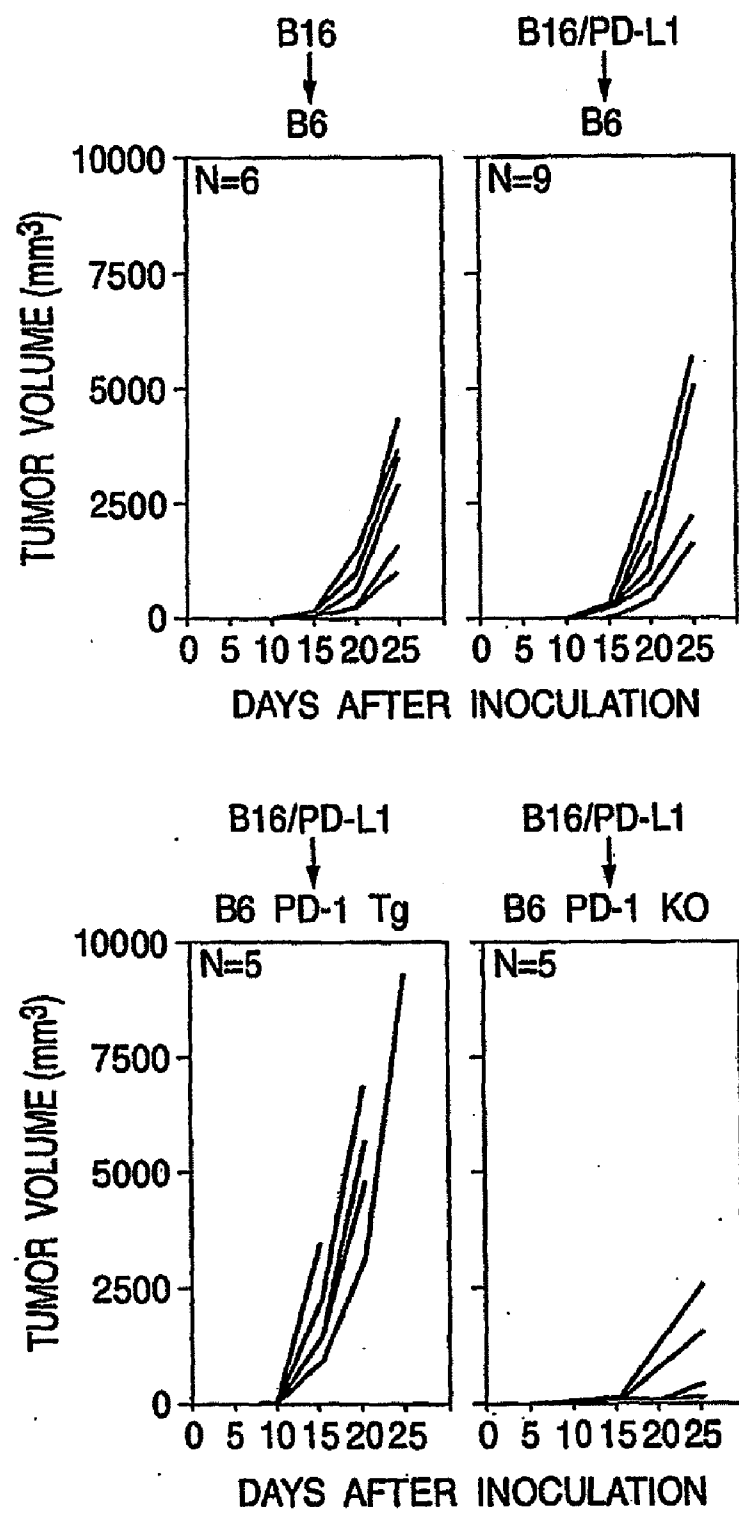 B16 B16/PD-L1
B6 B6
10000
7500
5000
2500
0
TUMOR VOLUME (mm³)
N=6 N=9
0 5 10 15 20 25 0 5 10 15 20 25
DAYS AFTER INOCULATION
B16/PD-L1 B16/PD-L1
B6 PD-1 Tg B6 PD-1 KO
10000
7500
5000
2500
0
TUMOR VOLUME (mm³)
N=5 N=5
0 5 10 15 20 25 0 5 10 15 20 25
DAYS AFTER INOCULATION